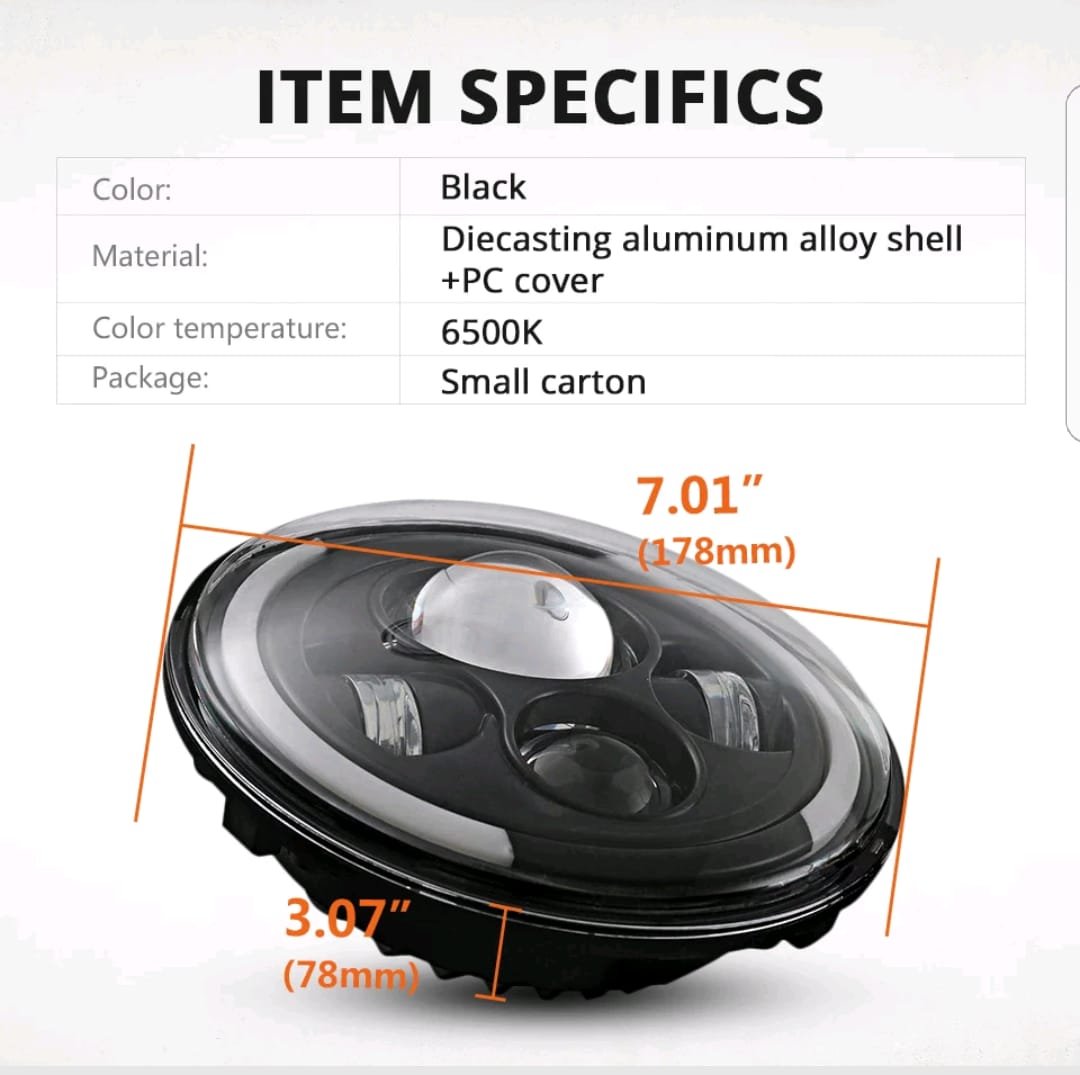 ITEM SPECIFICS
Color:
Black
Material:
Diecasting aluminum alloy shell
+PC cover
Color temperature:
6500K
Package:
Small carton
7.01"
(178mm)
3.07"
(78mm)